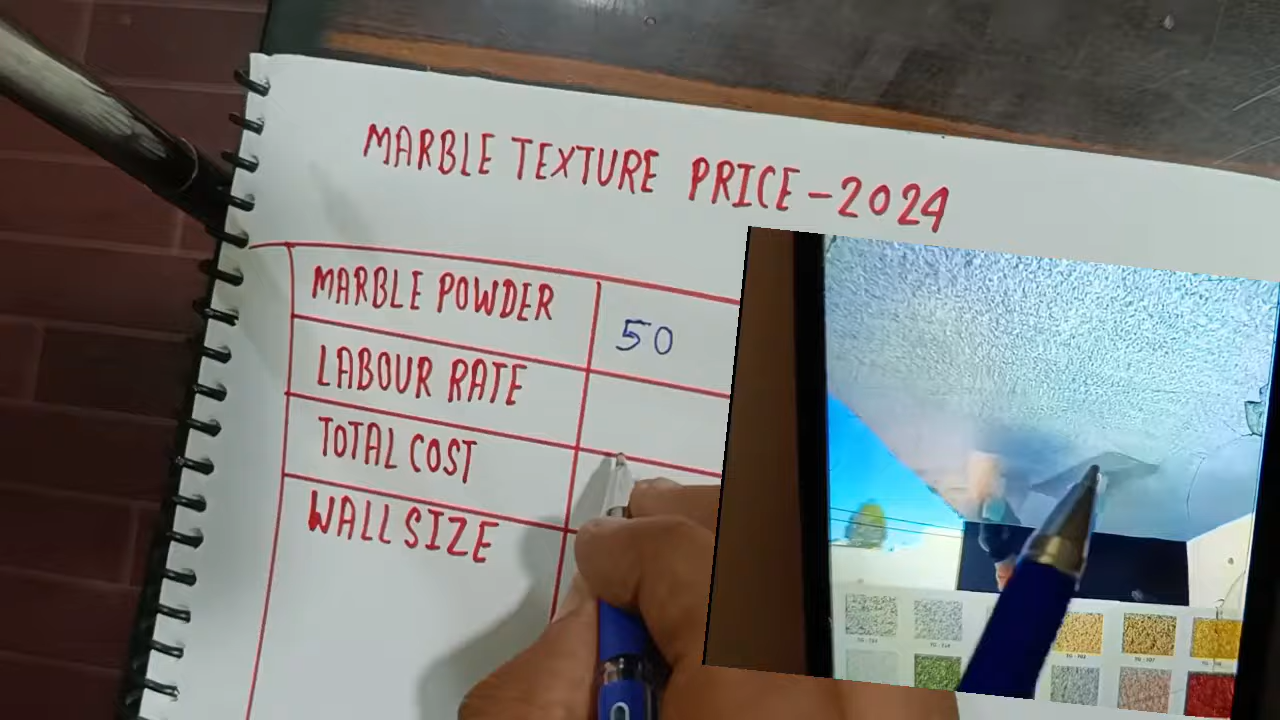 MARBLE TEXTURE PRICE-2024
MARBLE POWDER
50
LABOUR RATE
TOTAL COST
WALL SIZE